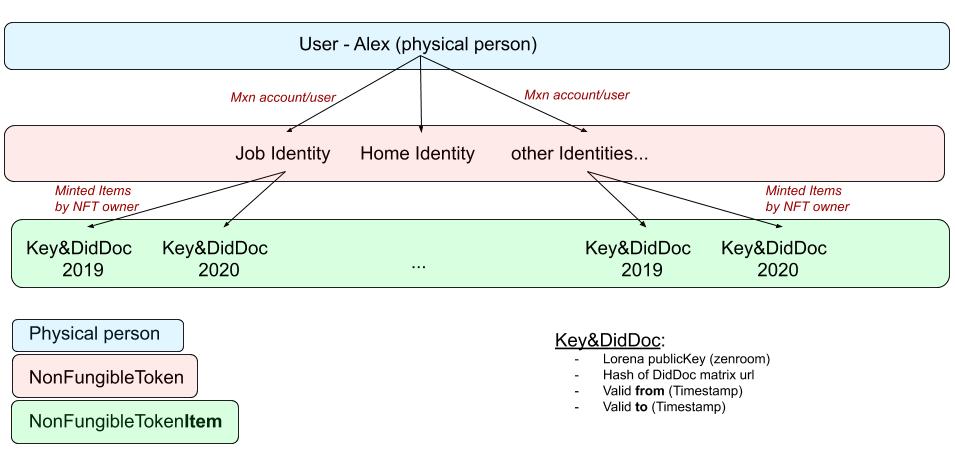 User - Alex (physical person)
Mxn account/user
Mxn account/user
Job Identity
Home Identity
other Identities...
Minted Items
by NFT owner
Minted Items
by NFT owner
Key&DidDoc
2019
Key&DidDoc
2020
...
Key&DidDoc
2019
Key&DidDoc
2020
Physical person
NonFungibleToken
NonFungibleTokenItem
Key&DidDoc:
- Lorena publicKey (zenroom)
- Hash of DidDoc matrix url
- Valid from (Timestamp)
- Valid to (Timestamp)